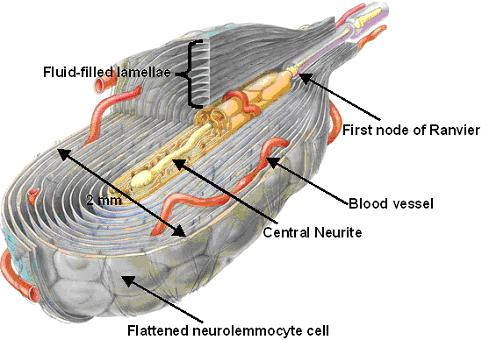 Fluid-filled lamellae
First node of Ranvier
2 mm
Blood vessel
Central Neurite
Flattened neurolemmocyte cell